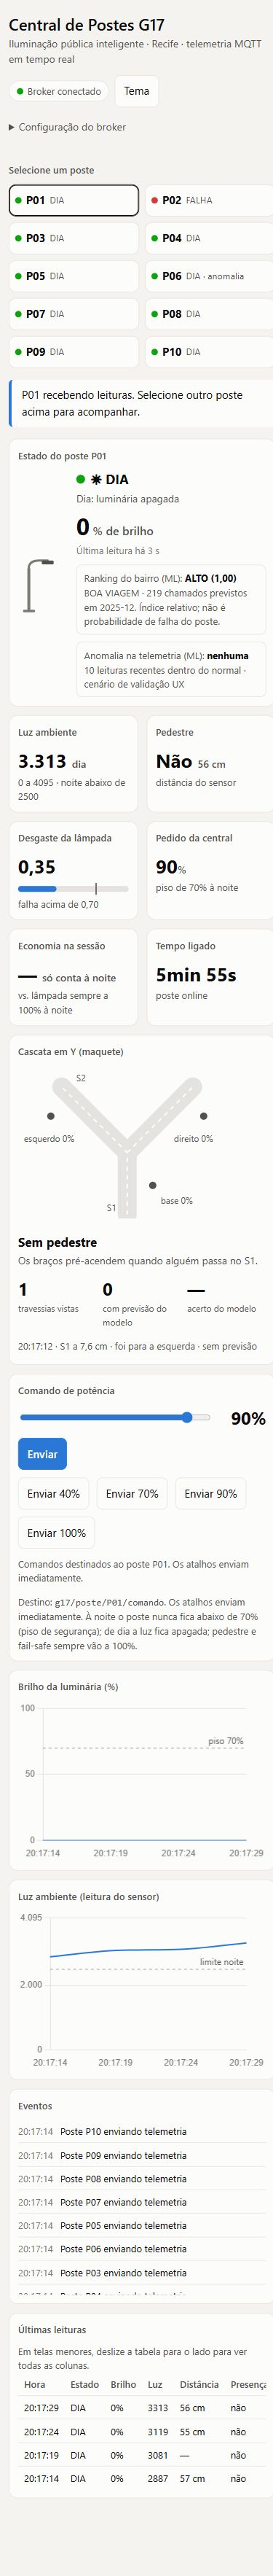 Central de Postes G17
Iluminação pública inteligente · Recife · telemetria MQTT
em tempo real
Broker conectado
Tema
▶ Configuração do broker
Selecione um poste
P01 DIA
P02 FALHA
P03 DIA
P04 DIA
P05 DIA
P06 DIA · anomalia
P07 DIA
P08 DIA
P09 DIA
P10 DIA
P01 recebendo leituras. Selecione outro poste
acima para acompanhar.
Estado do poste P01
DIA
Dia: luminária apagada
0 % de brilho
Última leitura há 3 s
Ranking do bairro (ML): ALTO (1,00)
BOA VIAGEM · 219 chamados previstos
em 2025-12. Índice relativo; não é
probabilidade de falha do poste.
Anomalia na telemetria (ML): nenhuma
10 leituras recentes dentro do normal ·
cenário de validação UX
Luz ambiente
3.313 dia
0 a 4095 · noite abaixo de
2500
Pedestre
Não 56 cm
distância do sensor
Desgaste da lâmpada
0,35
falha acima de 0,70
Pedido da central
90%
piso de 70% à noite
Economia na sessão
— só conta à noite
vs. lâmpada sempre a
100% à noite
Tempo ligado
5min 55s
poste online
Cascata em Y (maquete)
S2
esquerdo 0%
direito 0%
S1
base 0%
Sem pedestre
Os braços pré-acendem quando alguém passa no S1.
1
travessias vistas
0
com previsão do
modelo
—
acerto do modelo
20:17:12 · S1 a 7,6 cm · foi para a esquerda · sem previsão
Comando de potência
90%
Enviar
Enviar 40%
Enviar 70%
Enviar 90%
Enviar 100%
Comandos destinados ao poste P01. Os atalhos enviam
imediatamente.
Destino: g17/poste/P01/comando. Os atalhos enviam
imediatamente. À noite o poste nunca fica abaixo de 70%
(piso de segurança); de dia a luz fica apagada; pedestre e
fail-safe sempre vão a 100%.
Brilho da luminária (%)
100
piso 70%
50
0
20:17:14 20:17:19 20:17:24 20:17:29
Luz ambiente (leitura do sensor)
4.095
limite noite
2.000
0
20:17:14 20:17:19 20:17:24 20:17:29
Eventos
20:17:14 Poste P10 enviando telemetria
20:17:14 Poste P09 enviando telemetria
20:17:14 Poste P08 enviando telemetria
20:17:14 Poste P07 enviando telemetria
20:17:14 Poste P05 enviando telemetria
20:17:14 Poste P06 enviando telemetria
20:17:14 Poste P03 enviando telemetria
Últimas leituras
Em telas menores, deslize a tabela para o lado para ver
todas as colunas.
Hora Estado Brilho Luz Distância Presença
20:17:29 DIA 0% 3313 56 cm não
20:17:24 DIA 0% 3119 55 cm não
20:17:19 DIA 0% 3081 — não
20:17:14 DIA 0% 2887 57 cm não